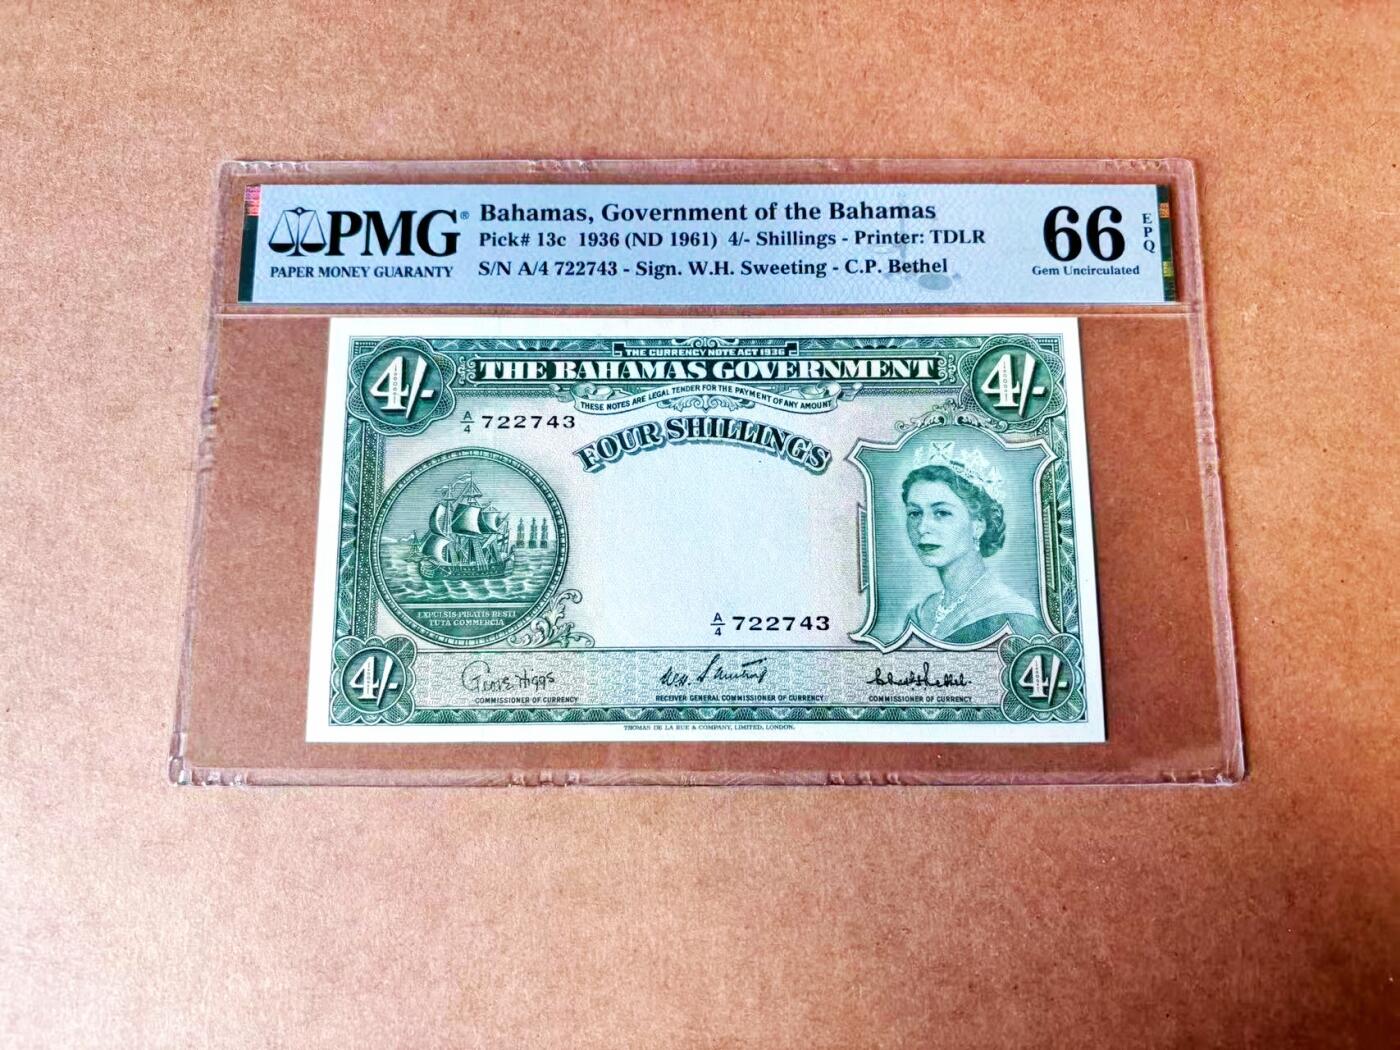 PMG®
PAPER MONEY GUARANTY
Bahamas, Government of the Bahamas
Pick# 13c 1936 (ND 1961) 4/- Shillings - Printer: TDLR
S/N A/4 722743 - Sign. W.H. Sweeting - C.P. Bethel
66
EPQ
Gem Uncirculated
THE CURRENCY NOTE ACT 1936
4/-
THE BAHAMAS GOVERNMENT
4/-
THESE NOTES ARE LEGAL TENDER FOR THE PAYMENT OF ANY AMOUNT
A/4 722743
FOUR SHILLINGS
EXPULSIS PIRATIS RESTI
TUTA COMMERCIA
A/4 722743
4/-
COMMISSIONER OF CURRENCY
RECEIVER GENERAL COMMISSIONER OF CURRENCY
COMMISSIONER OF CURRENCY
4/-
THOMAS DE LA RUE & COMPANY, LIMITED, LONDON.